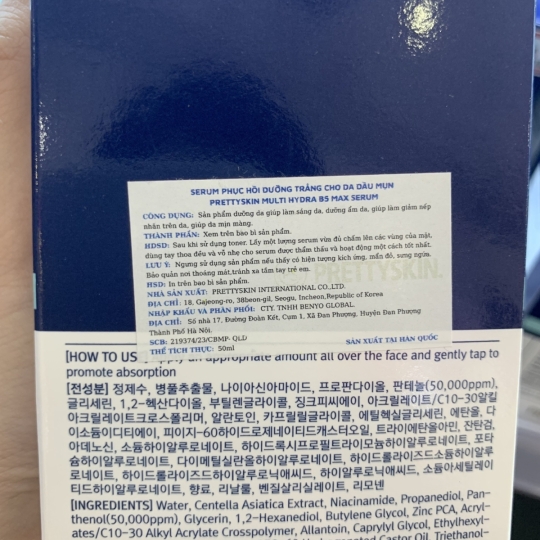 SERUM PHỤC HỒI DƯỠNG TRẮNG CHO DA DẦU MỤN
PRETTYSKIN MULTI HYDRA B5 MAX SERUM
CÔNG DỤNG: Sản phẩm dưỡng da giúp làm sáng da, dưỡng ẩm da, giúp làm giảm nếp
nhăn trên da, giúp da mịn màng.
THÀNH PHẦN: Xem trên bao bì sản phẩm.
HDSD: Sau khi sử dụng toner. Lấy một lượng serum vừa đủ chấm lên các vùng của mặt,
dùng tay thoa đều và vỗ nhẹ cho serum được thẩm thấu và hoạt động một cách tốt nhất.
LƯU Ý: Ngưng sử dụng sản phẩm nếu thấy có hiện tượng kích ứng, mẩn đỏ, sưng ngứa.
Bảo quản nơi thoáng mát,tránh xa tầm tay trẻ em.
PRETTYSKIN.
HSD: In trên bao bì sản phẩm.
NHÀ SẢN XUẤT: PRETTYSKIN INTERNATIONAL CO.,LTD.
ĐỊA CHỈ: 18, Gajeong-ro, 38beon-gil, Seogu, Incheon,Republic of Korea
NHẬP KHẨU VÀ PHÂN PHỐI: CTY. TNHH BENYO GLOBAL.
ĐỊA CHỈ: Số nhà 17, Đường Đoàn Kết, Cụm 1, Xã Đan Phượng, Huyện Đan Phượng
Thành Phố Hà Nội.
SCB: 219374/23/CBMP- QLD SẢN XUẤT TẠI HÀN QUỐC
THỂ TÍCH THỰC: 50ml
[HOW TO US an appropriate amount all over the face and gently tap to
promote absorption
[전성분] 정제수, 병풀추출물, 나이아신아마이드, 프로판다이올, 판테놀(50,000ppm),
글리세린, 1,2-헥산다이올, 부틸렌글라이콜, 징크피씨에이, 아크릴레이트/C10-30알킬
아크릴레이트크로스폴리머, 알란토인, 카프릴릴글라이콜, 에틸헥실글리세린, 에탄올, 다
이소듐이디티에이, 피이지-60하이드로제네이티드캐스터오일, 트라이에탄올아민, 잔탄검,
아데노신, 소듐하이알루로네이트, 하이드록시프로필트라이모늄하이알루로네이트, 포타
슘하이알루로네이트, 다이메틸실란올하이알루로네이트, 하이드롤라이즈드소듐하이알루
로네이트, 하이드롤라이즈드하이알루로닉애씨드, 하이알루로닉애씨드, 소듐아세틸레이
티드하이알루로네이트, 향료, 리날룰, 벤질살리실레이트, 리모넨
[INGREDIENTS] Water, Centella Asiatica Extract, Niacinamide, Propanediol, Pan-
thenol(50,000ppm), Glycerin, 1,2-Hexanediol, Butylene Glycol, Zinc PCA, Acryl-
ates/C10-30 Alkyl Acrylate Crosspolymer, Allantoin, Caprylyl Glycol, Ethylhexyl-
Castor Oil, Triethanol-